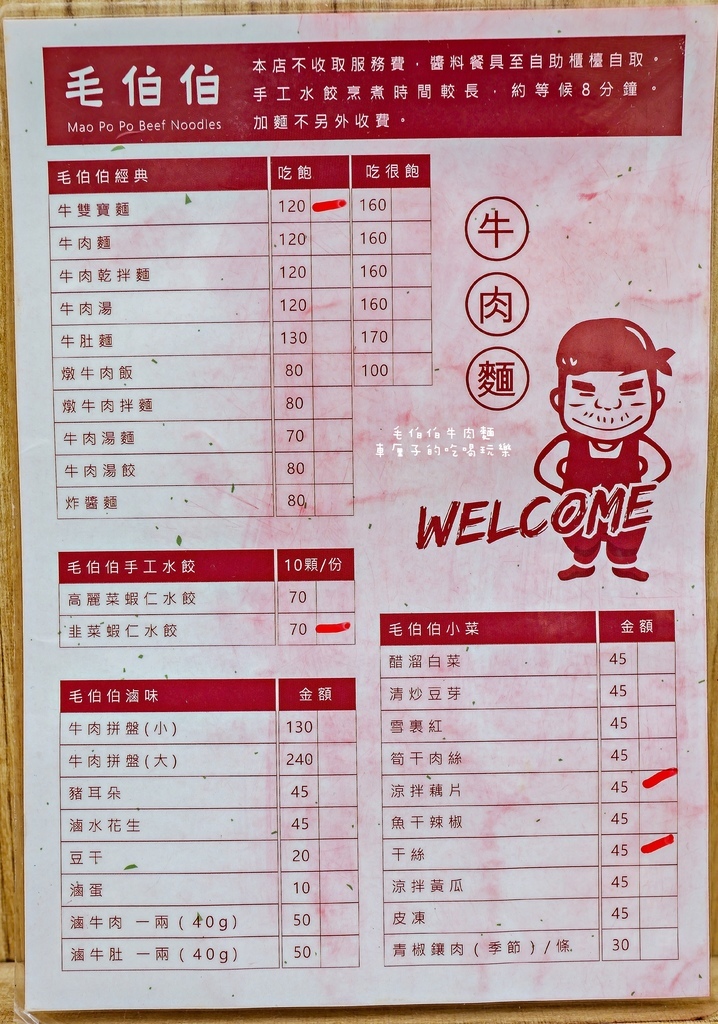 毛伯伯
Mao Po Po Beef Noodles
本店不收取服務費，醬料餐具至自助櫃檯自取。
手工水餃烹煮時間較長，約等候8分鐘。
加麵不另外收費。
毛伯伯經典 吃飽 吃很飽
牛雙寶麵 120 160
牛肉麵 120 160
牛肉乾拌麵 120 160
牛肉湯 120 160
牛肚麵 130 170
燉牛肉飯 80 100
燉牛肉拌麵 80
牛肉湯麵 70
牛肉湯餃 80
炸醬麵 80
牛
肉
麵
毛伯伯牛肉麵
車厘子的吃喝玩樂
WELCOME
毛伯伯手工水餃 10顆/份
高麗菜蝦仁水餃 70
韭菜蝦仁水餃 70
毛伯伯滷味 金額
牛肉拼盤(小) 130
牛肉拼盤(大) 240
豬耳朵 45
滷水花生 45
豆干 20
滷蛋 10
滷牛肉 一兩 (40g) 50
滷牛肚 一兩 (40g) 50
毛伯伯小菜 金額
醋溜白菜 45
清炒豆芽 45
雪裏紅 45
筍干肉絲 45
涼拌藕片 45
魚干辣椒 45
干絲 45
涼拌黃瓜 45
皮凍 45
青椒鑲肉 (季節)/條 30